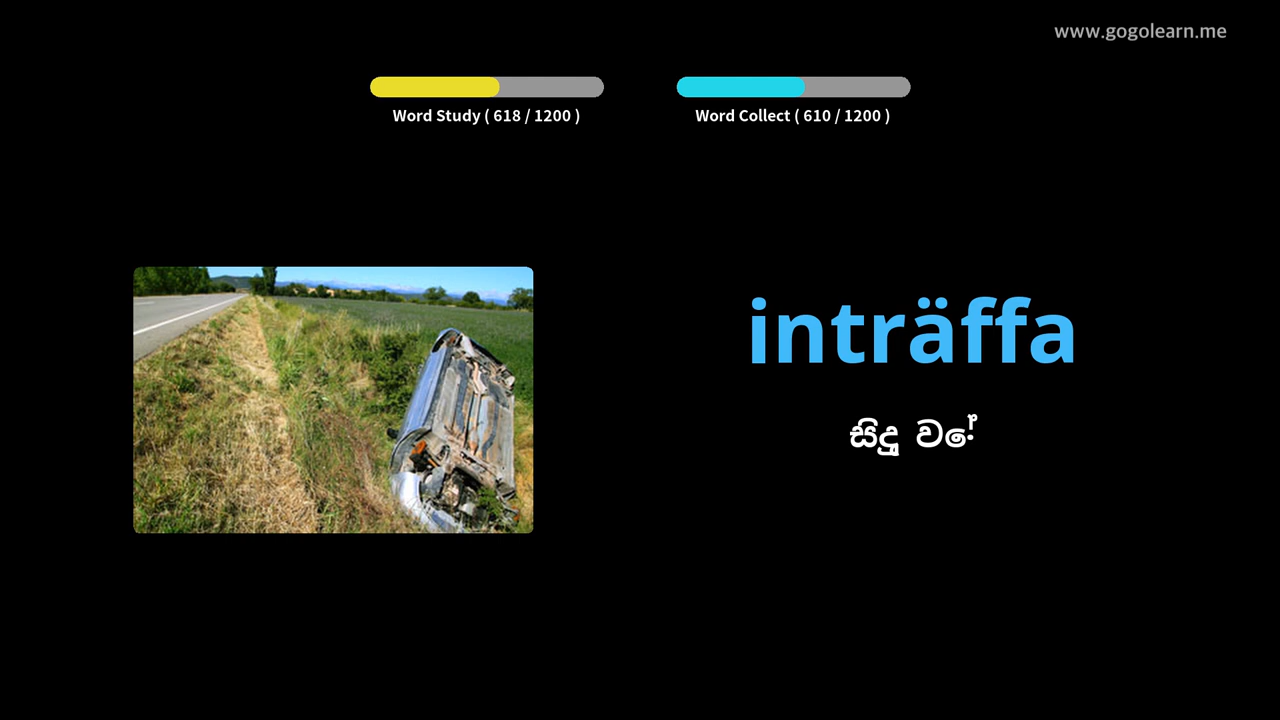 www.gogolearn.me
Word Study ( 618 / 1200 )
Word Collect ( 610 / 1200 )
inträffa
සිදු වේ.